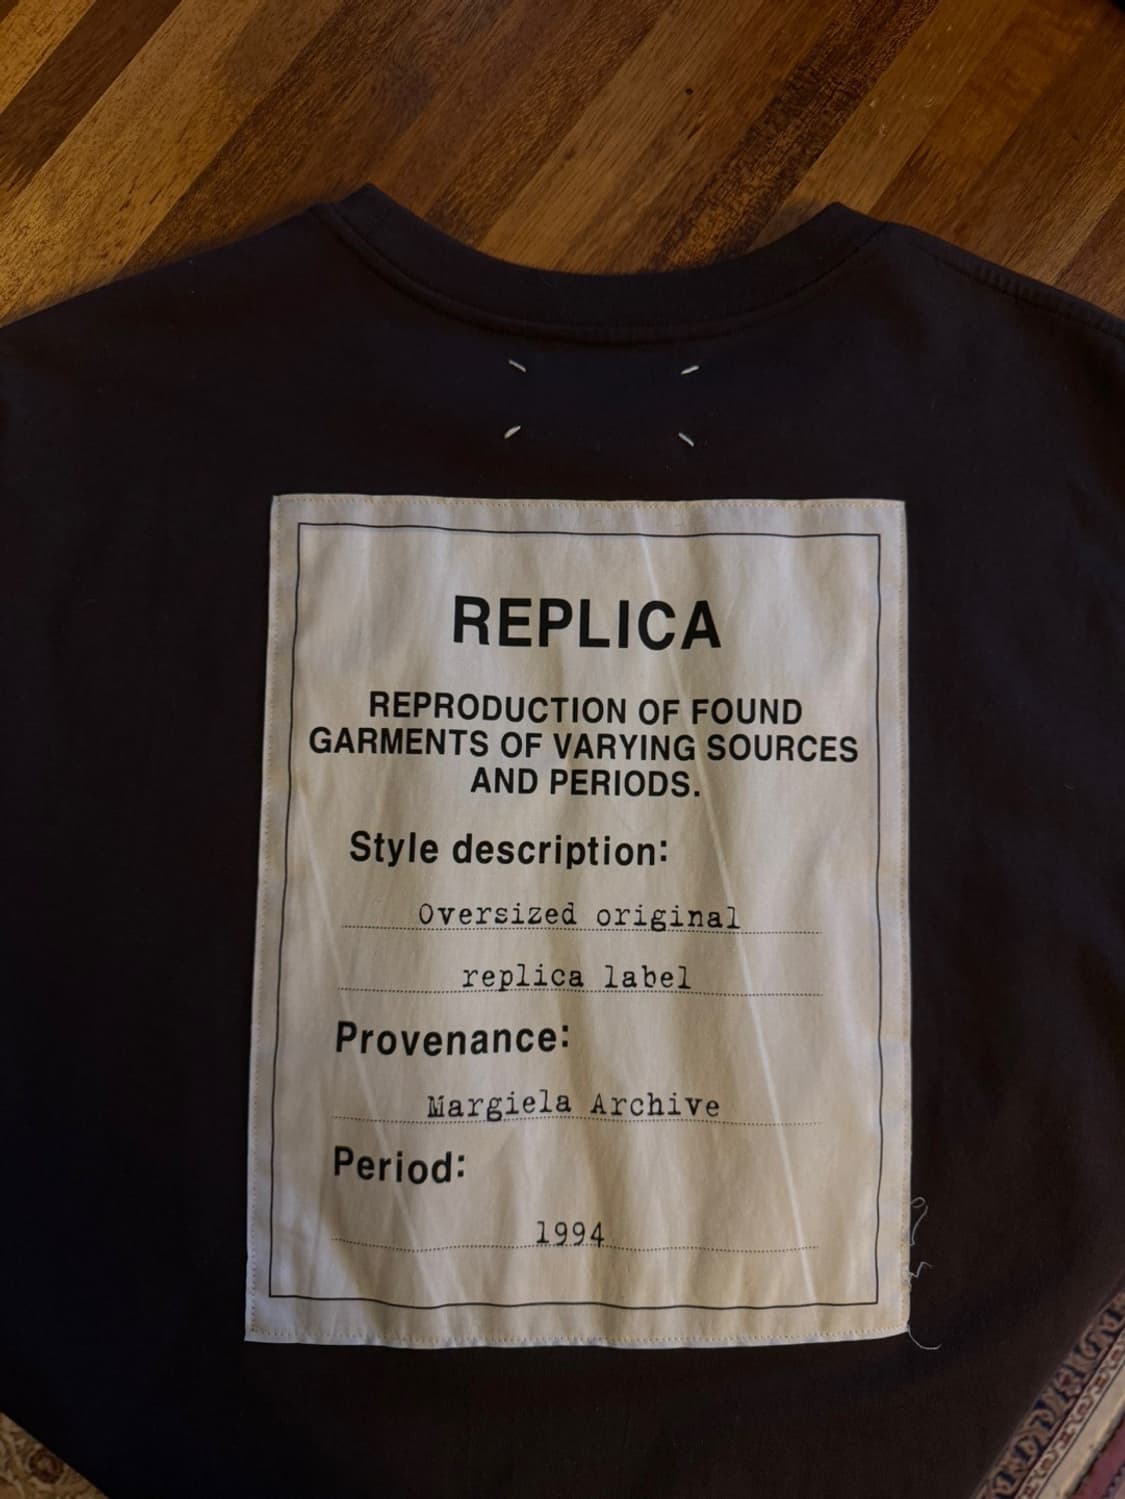 REPLICA
REPRODUCTION OF FOUND
GARMENTS OF VARYING SOURCES
AND PERIODS.
Style description:
Oversized original
replica label
Provenance:
Margiela Archive
Period:
1994